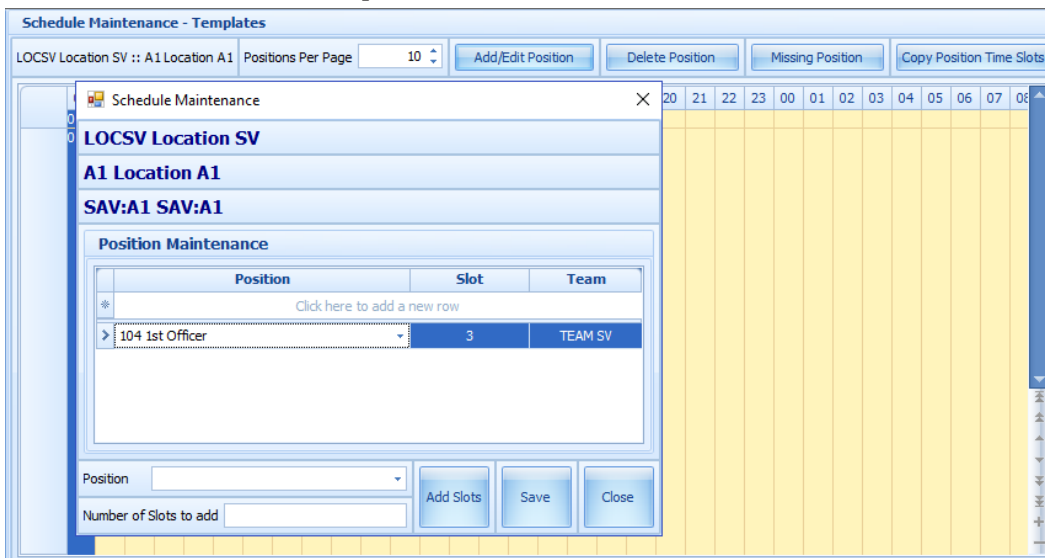 Schedule Maintenance - Templates
LOCSV Location SV :: A1 Location A1 Positions Per Page 10 Add/Edit Position Delete Position Missing Position Copy Position Time Slots
20 21 22 23 00 01 02 03 04 05 06 07 08
Schedule Maintenance
LOCSV Location SV
A1 Location A1
SAV:A1 SAV:A1
Position Maintenance
Position Slot Team
Click here to add a new row
104 1st Officer 3 TEAM SV
Position
Number of Slots to add
Add Slots Save Close